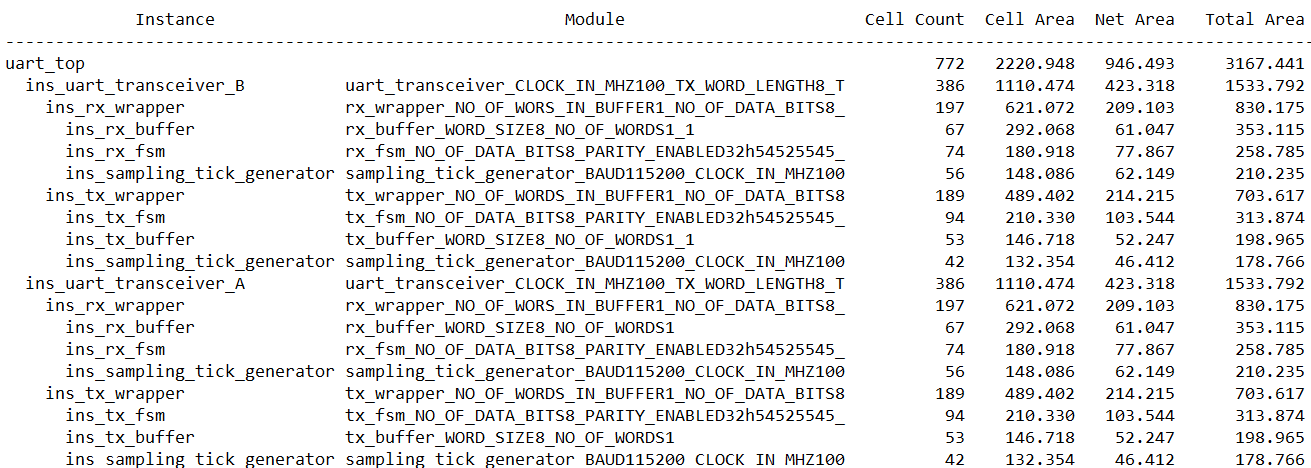 Instance Module Cell Count Cell Area Net Area Total Area
--------------------------------------------------------------------------------------------------------------------------------
uart_top 772 2220.948 946.493 3167.441
ins_uart_transceiver_B uart_transceiver_CLOCK_IN_MHZ100_TX_WORD_LENGTH8_T 386 1110.474 423.318 1533.792
ins_rx_wrapper rx_wrapper_NO_OF_WORS_IN_BUFFER1_NO_OF_DATA_BITS8_ 197 621.072 209.103 830.175
ins_rx_buffer rx_buffer_WORD_SIZE8_NO_OF_WORDS1_1 67 292.068 61.047 353.115
ins_rx_fsm rx_fsm_NO_OF_DATA_BITS8_PARITY_ENABLED32h54525545_ 74 180.918 77.867 258.785
ins_sampling_tick_generator sampling_tick_generator_BAUD115200_CLOCK_IN_MHZ100 56 148.086 62.149 210.235
ins_tx_wrapper tx_wrapper_NO_OF_WORDS_IN_BUFFER1_NO_OF_DATA_BITS8 189 489.402 214.215 703.617
ins_tx_fsm tx_fsm_NO_OF_DATA_BITS8_PARITY_ENABLED32h54525545_ 94 210.330 103.544 313.874
ins_tx_buffer tx_buffer_WORD_SIZE8_NO_OF_WORDS1_1 53 146.718 52.247 198.965
ins_sampling_tick_generator sampling_tick_generator_BAUD115200_CLOCK_IN_MHZ100 42 132.354 46.412 178.766
ins_uart_transceiver_A uart_transceiver_CLOCK_IN_MHZ100_TX_WORD_LENGTH8_T 386 1110.474 423.318 1533.792
ins_rx_wrapper rx_wrapper_NO_OF_WORS_IN_BUFFER1_NO_OF_DATA_BITS8_ 197 621.072 209.103 830.175
ins_rx_buffer rx_buffer_WORD_SIZE8_NO_OF_WORDS1 67 292.068 61.047 353.115
ins_rx_fsm rx_fsm_NO_OF_DATA_BITS8_PARITY_ENABLED32h54525545_ 74 180.918 77.867 258.785
ins_sampling_tick_generator sampling_tick_generator_BAUD115200_CLOCK_IN_MHZ100 56 148.086 62.149 210.235
ins_tx_wrapper tx_wrapper_NO_OF_WORDS_IN_BUFFER1_NO_OF_DATA_BITS8 189 489.402 214.215 703.617
ins_tx_fsm tx_fsm_NO_OF_DATA_BITS8_PARITY_ENABLED32h54525545_ 94 210.330 103.544 313.874
ins_tx_buffer tx_buffer_WORD_SIZE8_NO_OF_WORDS1 53 146.718 52.247 198.965
ins_sampling_tick_generator sampling_tick_generator_BAUD115200_CLOCK_IN_MHZ100 42 132.354 46.412 178.766